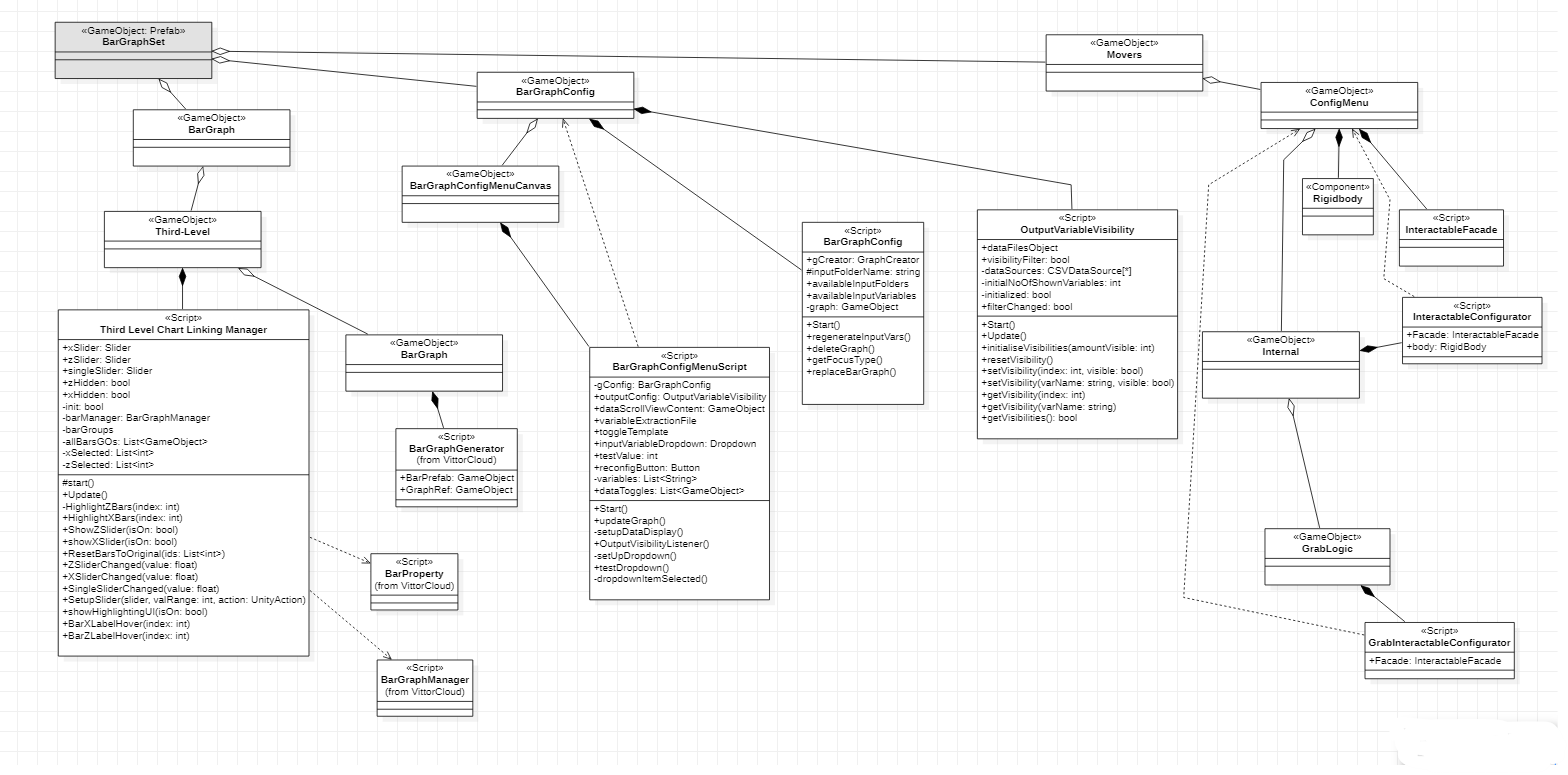 «GameObject: Prefab»
BarGraphSet
«GameObject»
BarGraph
«GameObject»
Third-Level
«Script»
Third Level Chart Linking Manager
+xSlider: Slider
+zSlider: Slider
+singleSlider: Slider
+zHidden: bool
+xHidden: bool
-init: bool
-barManager: BarGraphManager
-barGroups
-allBarsGOs: List<GameObject>
-xSelected: List<int>
-zSelected: List<int>
#start()
+Update()
-HighlightZBars(index: int)
+HighlightXBars(index: int)
+ShowZSlider(isOn: bool)
+showXSlider(isOn: bool)
+ResetBarsToOriginal(ids: List<int>)
+ZSliderChanged(value: float)
+XSliderChanged(value: float)
+SingleSliderChanged(value: float)
+SetupSlider(slider, valRange: int, action: UnityAction)
+showHighlightingUI(isOn: bool)
+BarXLabelHover(index: int)
+BarZLabelHover(index: int)
«GameObject»
BarGraph
«Script»
BarGraphGenerator
(from VittorCloud)
+BarPrefab: GameObject
+GraphRef: GameObject
«Script»
BarProperty
(from VittorCloud)
«Script»
BarGraphManager
(from VittorCloud)
«GameObject»
BarGraphConfig
«GameObject»
BarGraphConfigMenuCanvas
«Script»
BarGraphConfigMenuScript
-gConfig: BarGraphConfig
+outputConfig: OutputVariableVisibility
+dataScrollViewContent: GameObject
+variableExtractionFile
+toggleTemplate
+inputVariableDropdown: Dropdown
+testValue: int
+reconfigButton: Button
-variables: List<String>
+dataToggles: List<GameObject>
+Start()
+updateGraph()
-setupDataDisplay()
+OutputVisibilityListener()
-setUpDropdown()
+testDropdown()
-dropdownItemSelected()
«Script»
BarGraphConfig
+gCreator: GraphCreator
#inputFolderName: string
+availableInputFolders
+availableInputVariables
-graph: GameObject
+Start()
+regenerateInputVars()
+deleteGraph()
+getFocusType()
+replaceBarGraph()
«Script»
OutputVariableVisibility
+dataFilesObject
+visibilityFilter: bool
-dataSources: CSVDataSource[*]
-initialNoOfShownVariables: int
-initialized: bool
+filterChanged: bool
+Start()
+Update()
+initialiseVisibilities(amountVisible: int)
+resetVisibility()
+setVisibility(index: int, visible: bool)
+setVisibility(varName: string, visible: bool)
+getVisibility(index: int)
+getVisibility(varName: string)
+getVisibilities(): bool
«GameObject»
Movers
«GameObject»
ConfigMenu
«Component»
Rigidbody
«Script»
InteractableFacade
«Script»
InteractableConfigurator
+Facade: InteractableFacade
+body: RigidBody
«GameObject»
Internal
«GameObject»
GrabLogic
«Script»
GrabInteractableConfigurator
+Facade: InteractableFacade